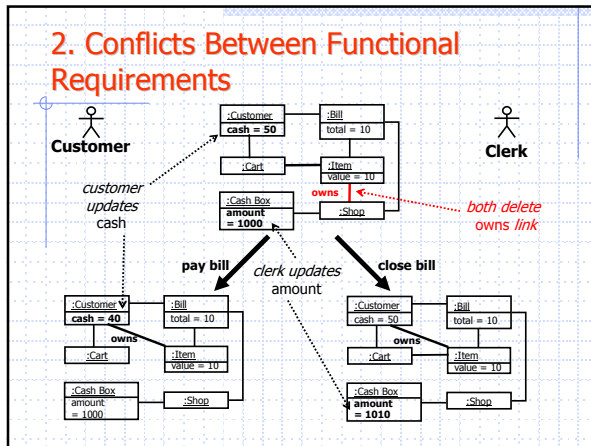 2. Conflicts Between Functional
Requirements
:Customer
cash = 50
:Bill
total = 10
Customer
Clerk
:Cart
:Item
value = 10
customer
updates
cash
owns
both delete
owns link
:Cash Box
amount
= 1000
:Shop
pay bill
clerk updates
amount
close bill
:Customer
cash = 40
:Bill
total = 10
owns
:Cart
:Item
value = 10
:Cash Box
amount
= 1000
:Shop
:Customer
cash = 50
:Bill
total = 10
owns
:Cart
:Item
value = 10
:Cash Box
amount
= 1010
:Shop